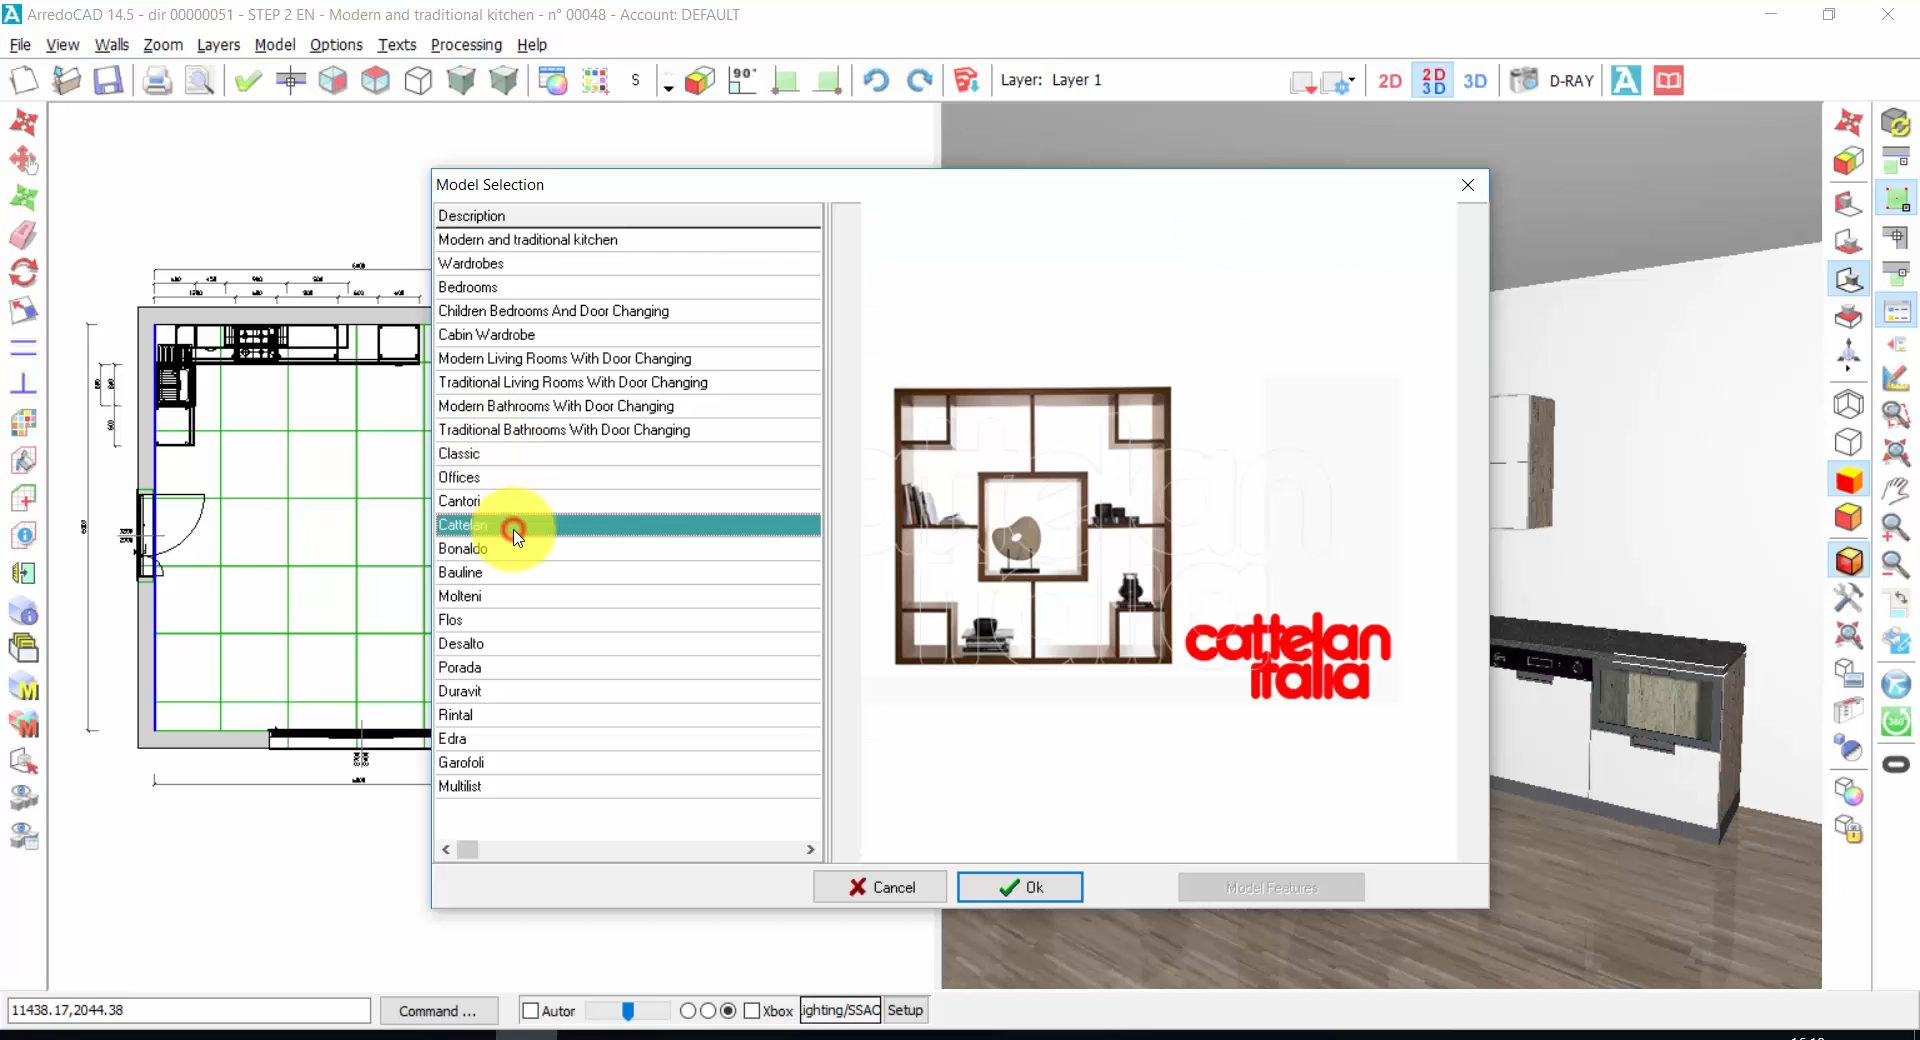 ArredoCAD 14.5 - dir 00000051 - STEP 2 EN - Modern and traditional kitchen - n° 00048 - Account: DEFAULT
File View Walls Zoom Layers Model Options Texts Processing Help
S 90° Layer: Layer 1 2D 2D 3D 3D D-RAY
Model Selection
Description
Modern and traditional kitchen
Wardrobes
Bedrooms
Children Bedrooms And Door Changing
Cabin Wardrobe
Modern Living Rooms With Door Changing
Traditional Living Rooms With Door Changing
Modern Bathrooms With Door Changing
Traditional Bathrooms With Door Changing
Classic
Offices
Cantori
Cattelan
Bonaldo
Bauline
Molteni
Flos
Desalto
Porada
Duravit
Rintal
Edra
Garofoli
Multilist
cattelan
italia
Cancel Ok Model Features
11438.17,2044.38 Command ... Autor Xbox ighting/SSAO Setup